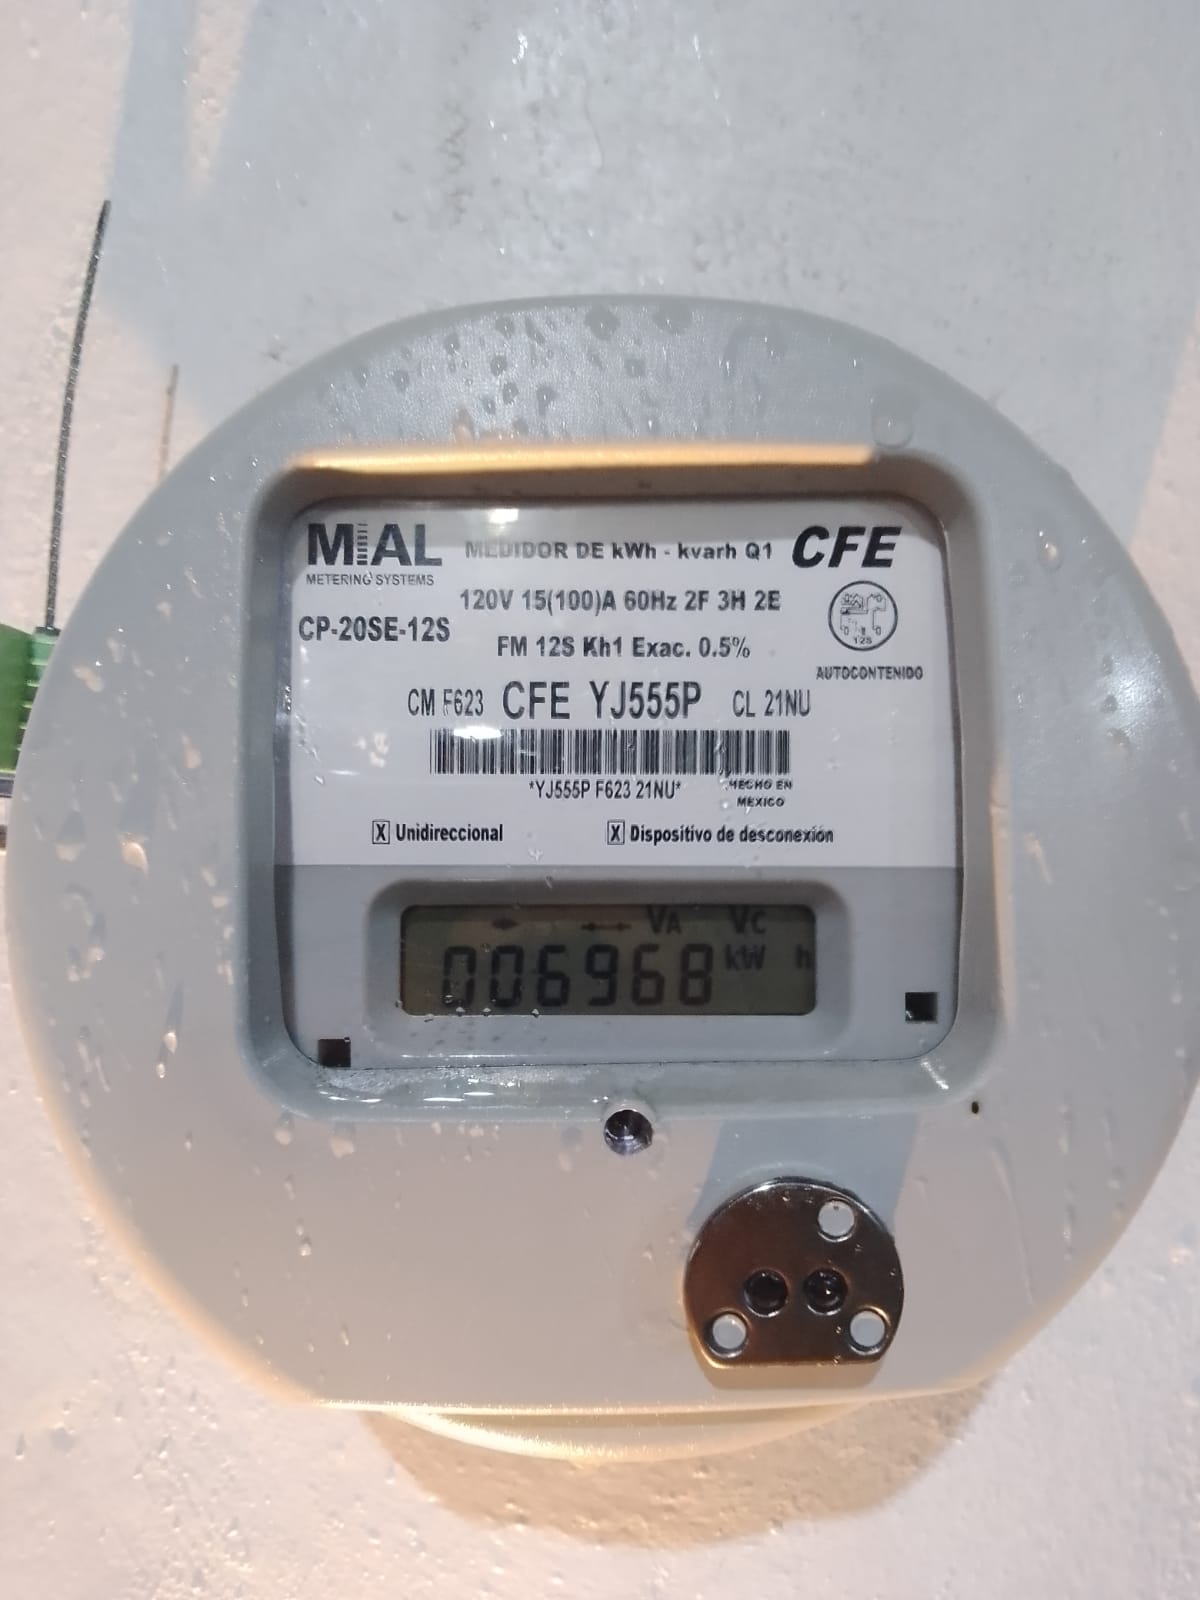 MIAL MEDIDOR DE kWh - kvarh Q1 CFE
METERING SYSTEMS
120V 15(100)A 60Hz 2F 3H 2E
CP-20SE-12S
FM 12S Kh1 Exac. 0.5%
12S
AUTOCONTENIDO
CM F623 CFE YJ555P CL 21NU
*YJ555P F623 21NU*
HECHO EN
MEXICO
X Unidireccional X Dispositivo de desconexión
VA VC
006968 kW h